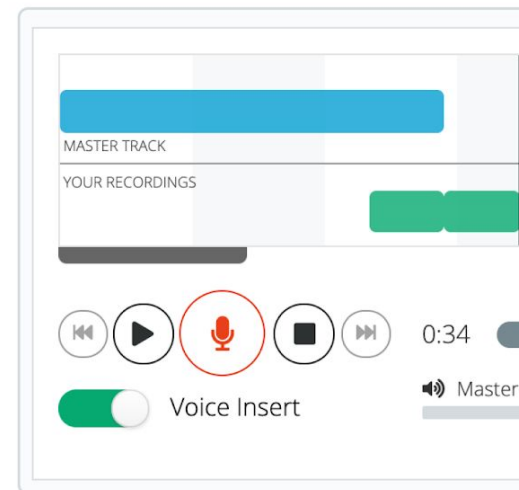 MASTER TRACK
YOUR RECORDINGS
0:34
Master
Voice Insert